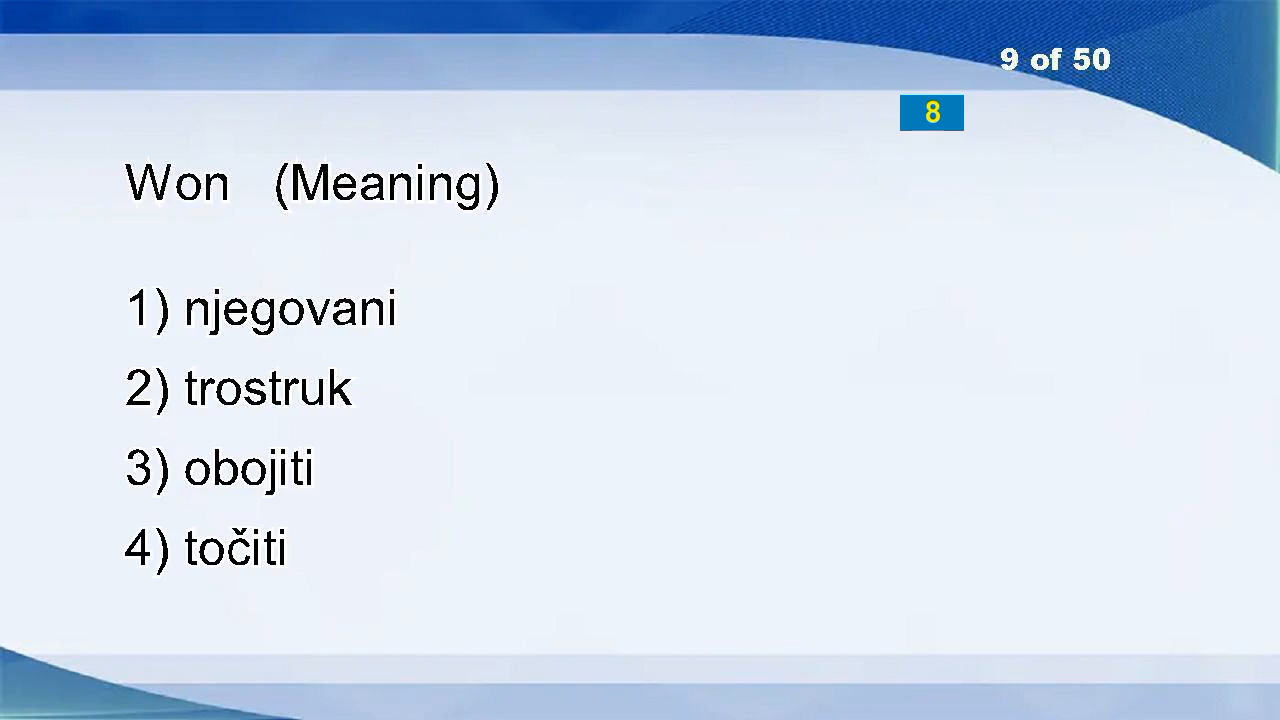 9 of 50
8
Won (Meaning)
1) njegovani
2) trostruk
3) obojiti
4) točiti